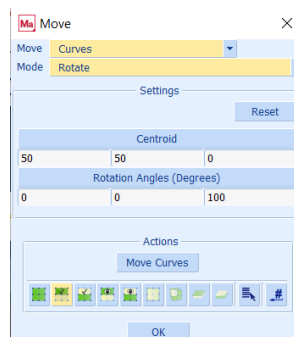 Ma Move
Move Curves
Mode Rotate
Settings
Reset
Centroid
50 50 0
Rotation Angles (Degrees)
0 0 100
Actions
Move Curves
#
OK